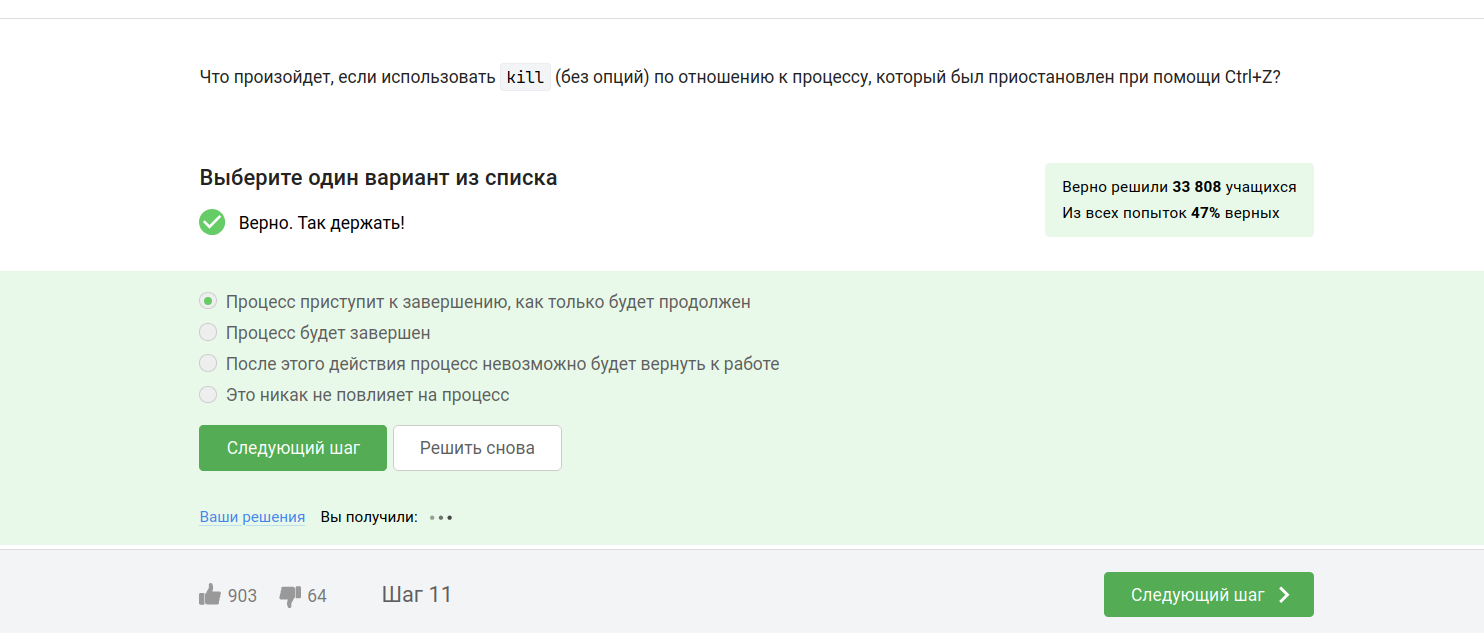 Что произойдет, если использовать kill (без опций) по отношению к процессу, который был приостановлен при помощи Ctrl+Z?
Выберите один вариант из списка
Верно. Так держать!
Верно решили 33 808 учащихся
Из всех попыток 47% верных
Процесс приступит к завершению, как только будет продолжен
Процесс будет завершен
После этого действия процесс невозможно будет вернуть к работе
Это никак не повлияет на процесс
Следующий шаг
Решить снова
Ваши решения Вы получили:
903 64 Шаг 11
Следующий шаг